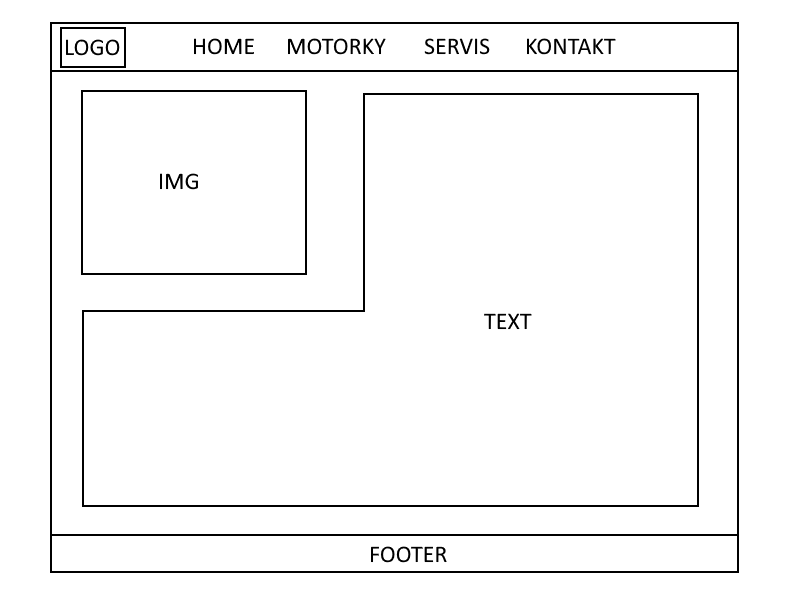 LOGO HOME MOTORKY SERVIS KONTAKT
IMG
TEXT
FOOTER